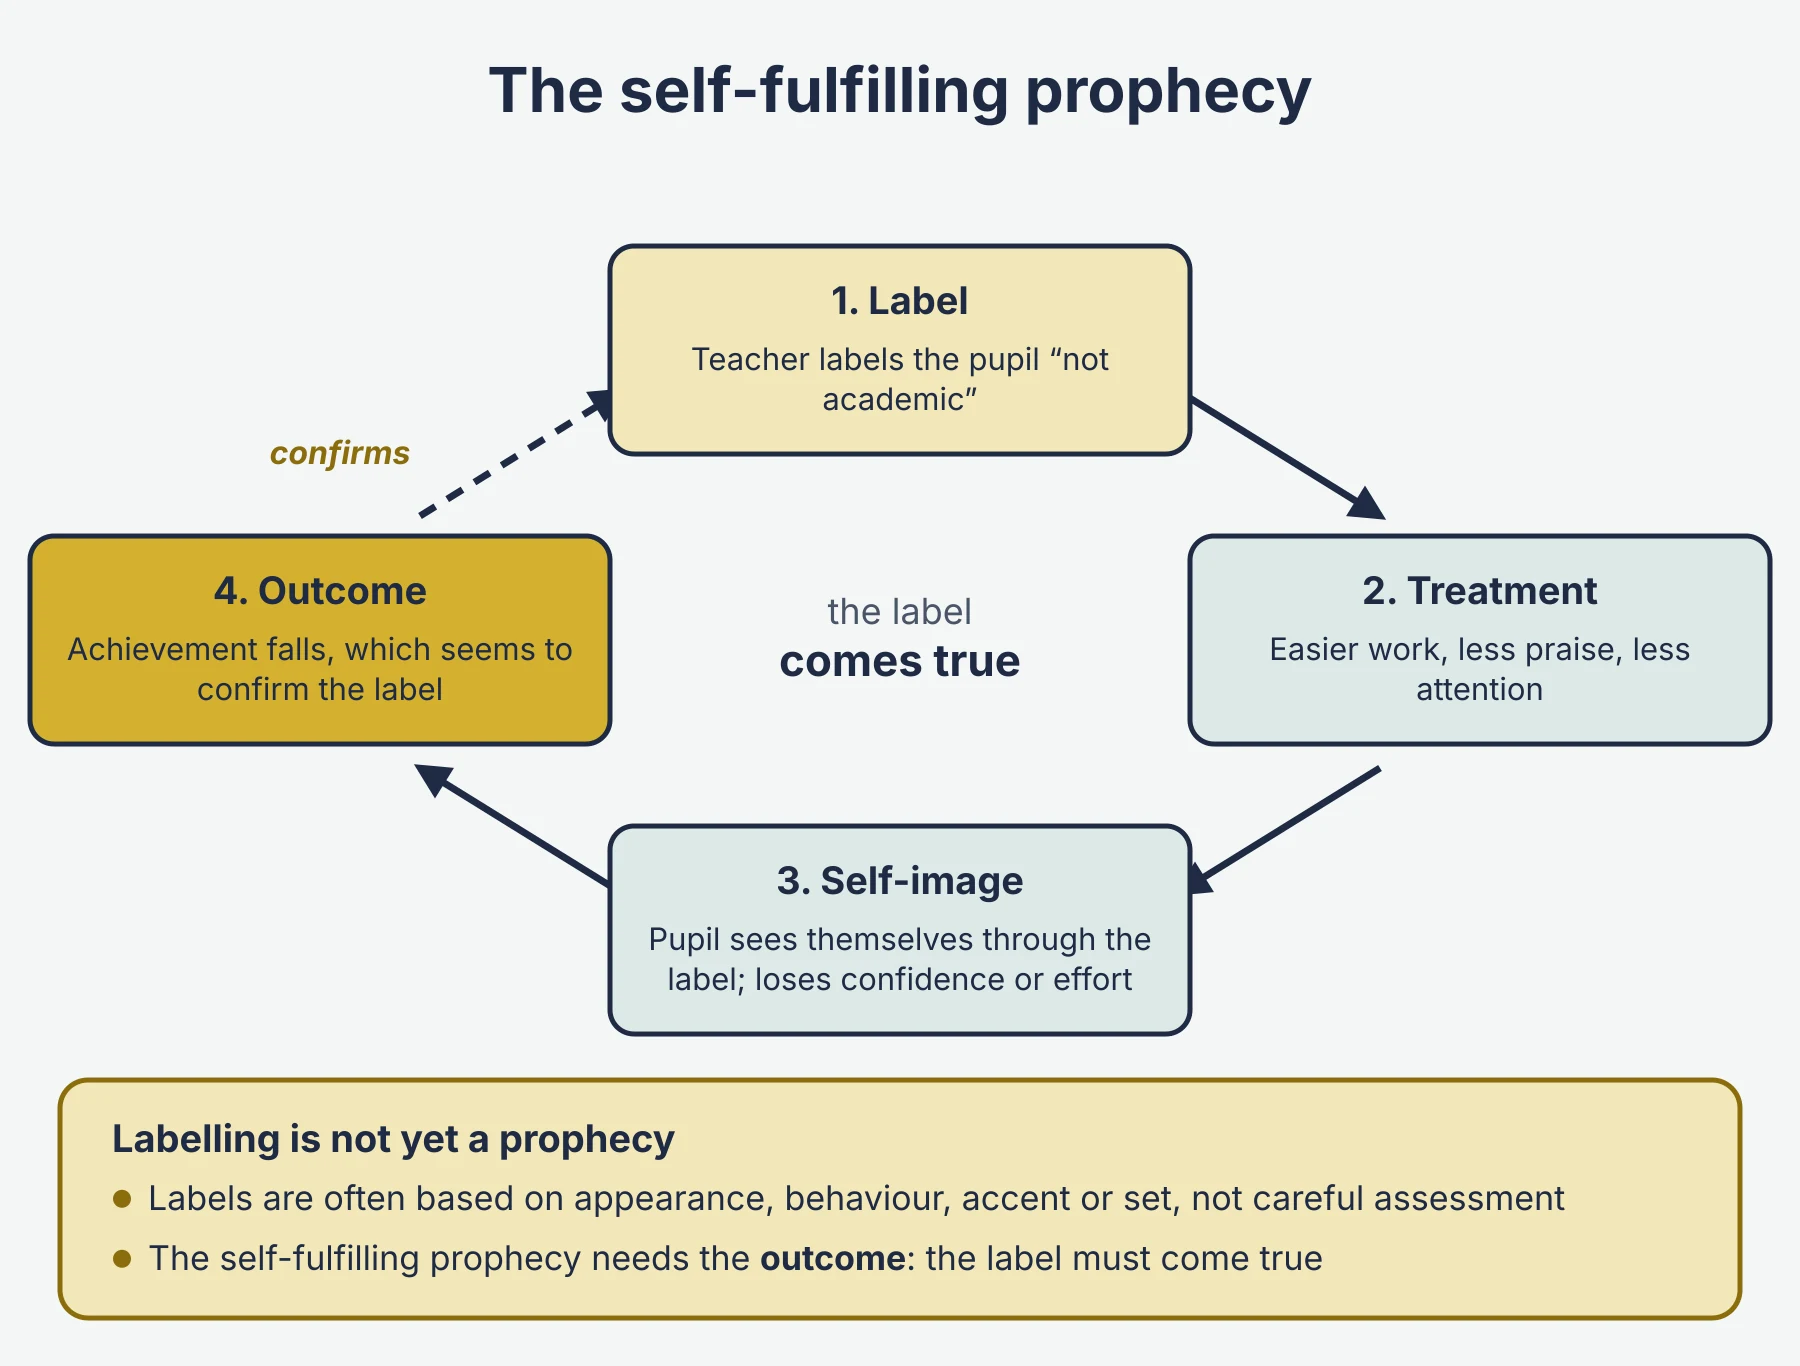 The self-fulfilling prophecy
1. Label
Teacher labels the pupil “not
academic”
confirms
4. Outcome
Achievement falls, which seems to
confirm the label
the label
comes true
2. Treatment
Easier work, less praise, less
attention
3. Self-image
Pupil sees themselves through the
label; loses confidence or effort
Labelling is not yet a prophecy
● Labels are often based on appearance, behaviour, accent or set, not careful assessment
● The self-fulfilling prophecy needs the outcome: the label must come true